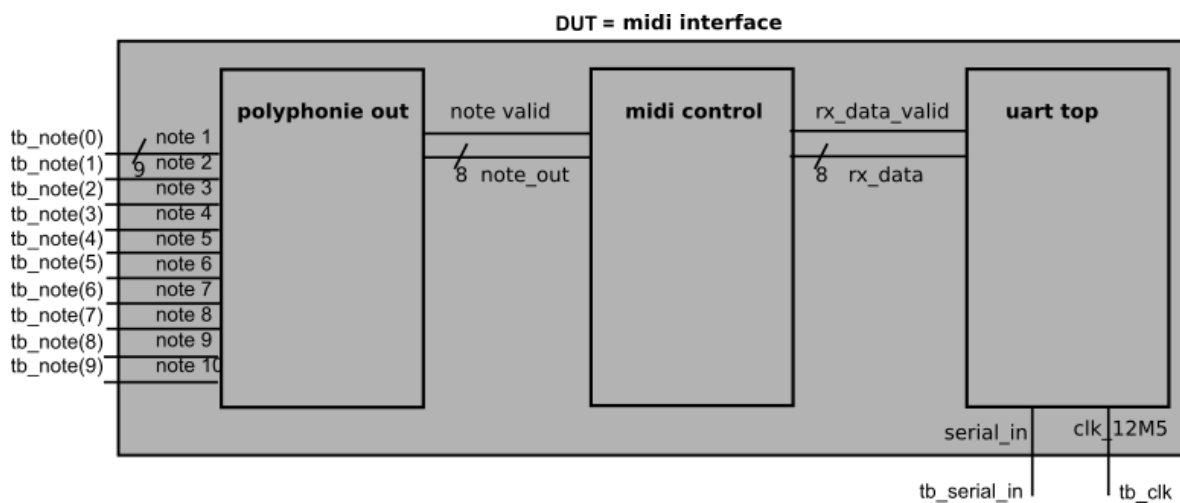 DUT = midi interface
polyphonie out
note valid
midi control
rx_data_valid
uart top
tb_note(0)
note 1
9
tb_note(1)
note 2
8
note_out
8
rx_data
tb_note(2)
note 3
tb_note(3)
note 4
tb_note(4)
note 5
tb_note(5)
note 6
tb_note(6)
note 7
tb_note(7)
note 8
tb_note(8)
note 9
tb_note(9)
note 10
serial_in
clk_12M5
tb_serial_in
tb_clk